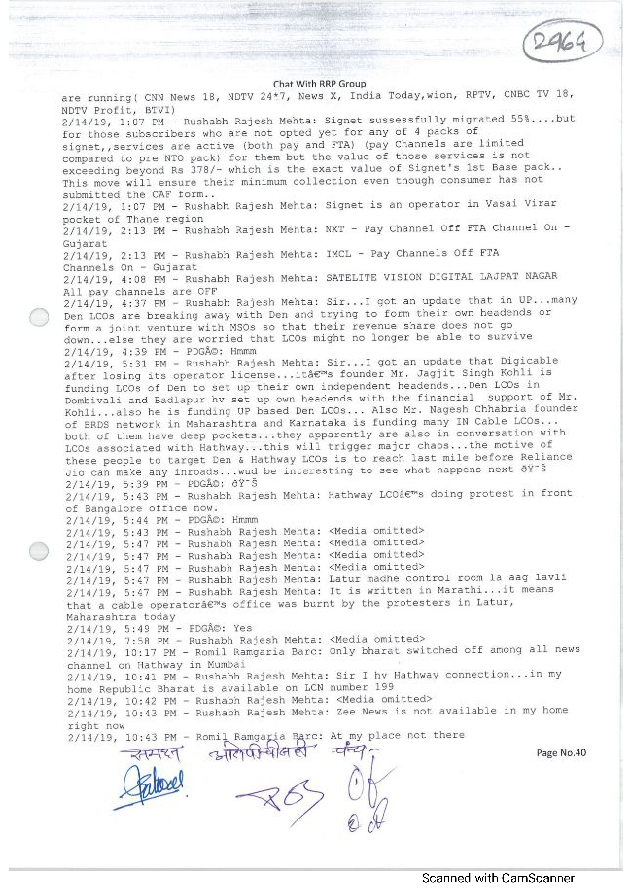 2969
Chat With RRP Group
are running( CNN News 18, NDTV 24*7, News X, India Today,wion, RPTV, CNBC TV 18,
NDTV Profit, BTVI)
2/14/19, 1:07 PM - Rushabh Rajesh Mehta: Signet sussessfully migrated 55%....but
for those subscribers who are not opted yet for any of 4 packs of
signet,,services are active (both pay and FTA) (pay Channels are limited
compared to pre NTO pack) for them but the value of those services is not
exceeding beyond Rs 378/- which is the exact value of Signet's 1st Base pack..
This move will ensure their minimum collection even though consumer has not
submitted the CAF form..
2/14/19, 1:07 PM - Rushabh Rajesh Mehta: Signet is an operator in Vasai Virar
pocket of Thane region
2/14/19, 2:13 PM - Rushabh Rajesh Mehta: NXT - Pay Channel Off FTA Channel On -
Gujarat
2/14/19, 2:13 PM - Rushabh Rajesh Mehta: IMCL - Pay Channels Off FTA
Channels On - Gujarat
2/14/19, 4:08 PM - Rushabh Rajesh Mehta: SATELITE VISION DIGITAL LAJPAT NAGAR
All pay channels are OFF
2/14/19, 4:37 PM - Rushabh Rajesh Mehta: Sir...I got an update that in UP...many
Den LCOs are breaking away with Den and trying to form their own headends or
form a joint venture with MSOs so that their revenue share does not go
down...else they are worried that LCOs might no longer be able to survive
2/14/19, 4:39 PM - PDGÃ©: Hmmm
2/14/19, 5:31 PM - Rushabh Rajesh Mehta: Sir...I got an update that Digicable
after losing its operator license...itâ€™s founder Mr. Jagjit Singh Kohli is
funding LCOs of Den to set up their own independent headends...Den LCOs in
Dombivali and Badlapur hv set up own headends with the financial support of Mr.
Kohli...also he is funding UP based Den LCOs... Also Mr. Nagesh Chhabria founder
of ERDS network in Maharashtra and Karnataka is funding many IN Cable LCOs...
both of them have deep pockets...they apparently are also in conversation with
LCOs associated with Hathway...this will trigger major chaos...the motive of
these people to target Den & Hathway LCOs is to reach last mile before Reliance
Jio can make any inroads...wud be interesting to see what happens next ðŸ˜Š
2/14/19, 5:39 PM - PDGÃ©: ðŸ˜Š
2/14/19, 5:43 PM - Rushabh Rajesh Mehta: Hathway LCOâ€™s doing protest in front
of Bangalore office now.
2/14/19, 5:44 PM - PDGÃ©: Hmmm
2/14/19, 5:43 PM - Rushabh Rajesh Mehta: <Media omitted>
2/14/19, 5:47 PM - Rushabh Rajesh Mehta: <Media omitted>
2/14/19, 5:47 PM - Rushabh Rajesh Mehta: <Media omitted>
2/14/19, 5:47 PM - Rushabh Rajesh Mehta: <Media omitted>
2/14/19, 5:47 PM - Rushabh Rajesh Mehta: Latur madhe control room la aag lavli
2/14/19, 5:47 PM - Rushabh Rajesh Mehta: It is written in Marathi...it means
that a cable operatorâ€™s office was burnt by the protesters in Latur,
Maharashtra today
2/14/19, 5:49 PM - PDGÃ©: Yes
2/14/19, 7:58 PM - Rushabh Rajesh Mehta: <Media omitted>
2/14/19, 10:17 PM - Romil Ramgaria Barc: Only bharat switched off among all news
channel on Hathway in Mumbai
2/14/19, 10:41 PM - Rushabh Rajesh Mehta: Sir I hv Hathway connection...in my
home Republic Bharat is available on LCN number 199
2/14/19, 10:42 PM - Rushabh Rajesh Mehta: <Media omitted>
2/14/19, 10:43 PM - Rushabh Rajesh Mehta: Zee News is not available in my home
right now
2/14/19, 10:43 PM - Romil Ramgaria Barc: At my place not there
Page No.40
Scanned with CamScanner